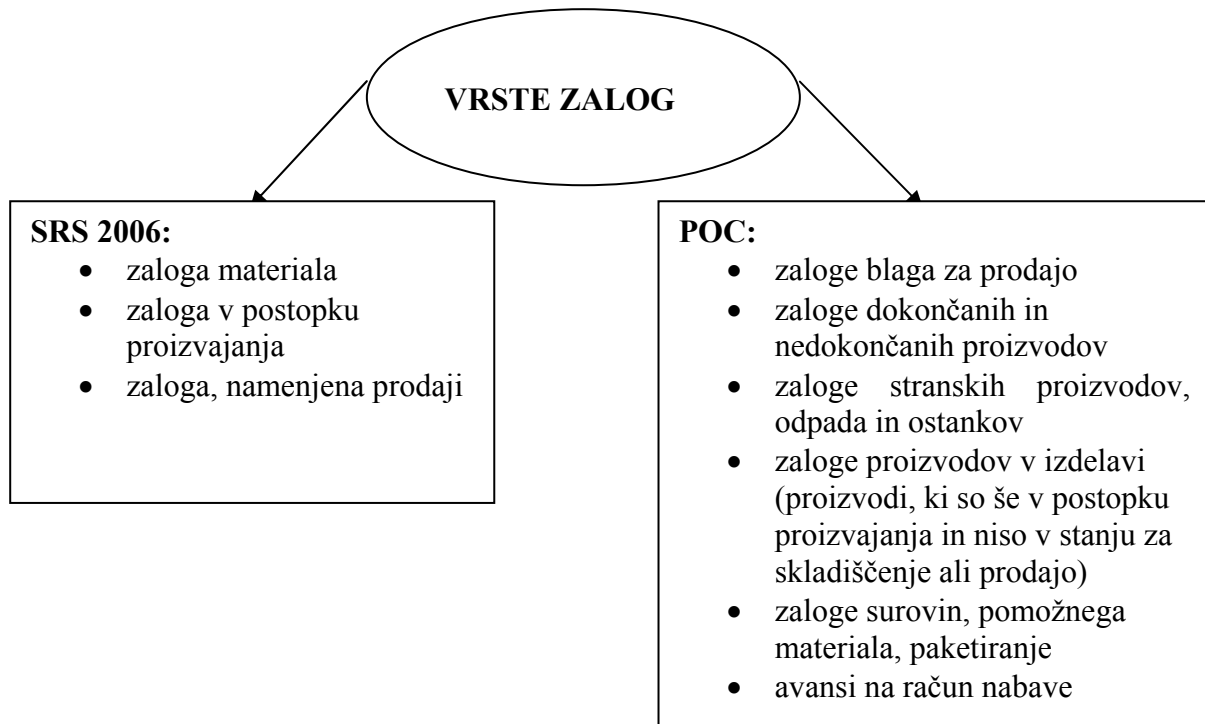 VRSTE ZALOG
SRS 2006:
• zaloga materiala
• zaloga v postopku
proizvajanja
• zaloga, namenjena prodaji
POC:
• zaloge blaga za prodajo
• zaloge dokončanih in
nedokončanih proizvodov
• zaloge stranskih proizvodov,
odpada in ostankov
• zaloge proizvodov v izdelavi
(proizvodi, ki so še v postopku
proizvajanja in niso v stanju za
skladiščenje ali prodajo)
• zaloge surovin, pomožnega
materiala, paketiranje
• avansi na račun nabave